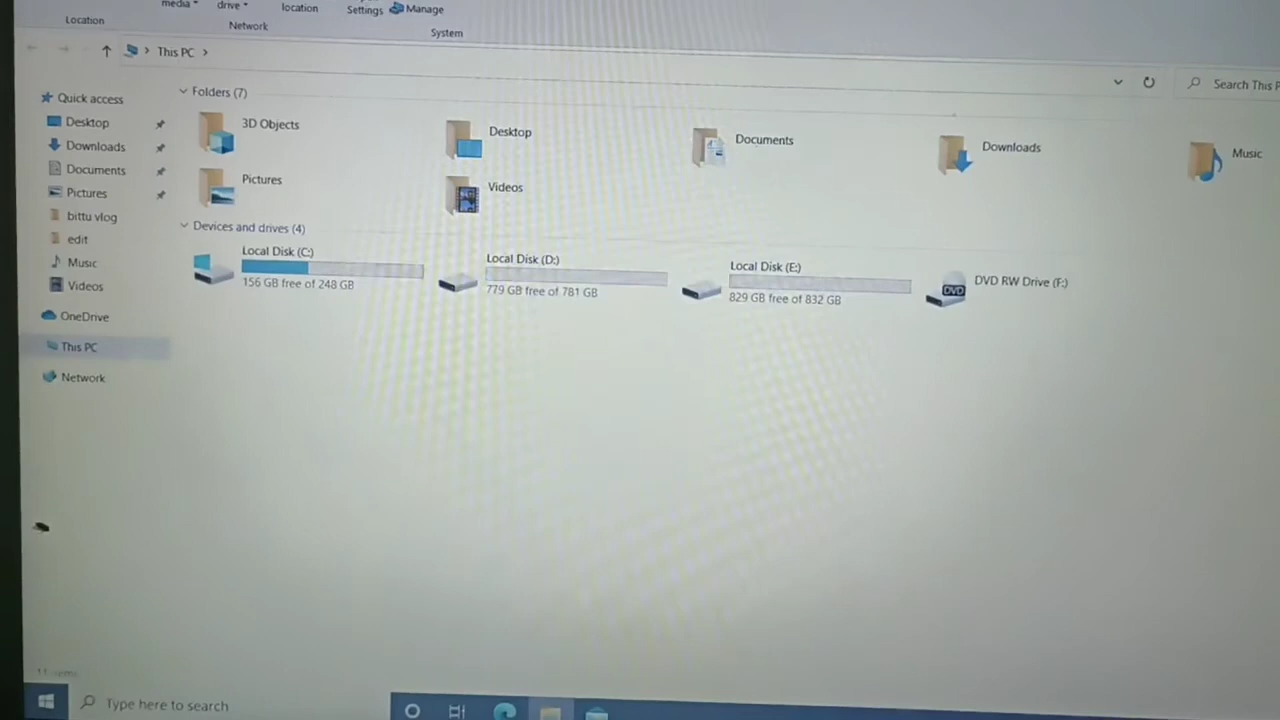 media drive location Settings Manage
Location Network System
This PC
Search This P
Quick access
Desktop
Downloads
Documents
Pictures
bittu vlog
edit
Music
Videos
OneDrive
This PC
Network
Folders (7)
3D Objects
Desktop
Documents
Downloads
Music
Pictures
Videos
Devices and drives (4)
Local Disk (C:)
156 GB free of 248 GB
Local Disk (D:)
779 GB free of 781 GB
Local Disk (E:)
829 GB free of 832 GB
DVD
DVD RW Drive (F:)
Type here to search